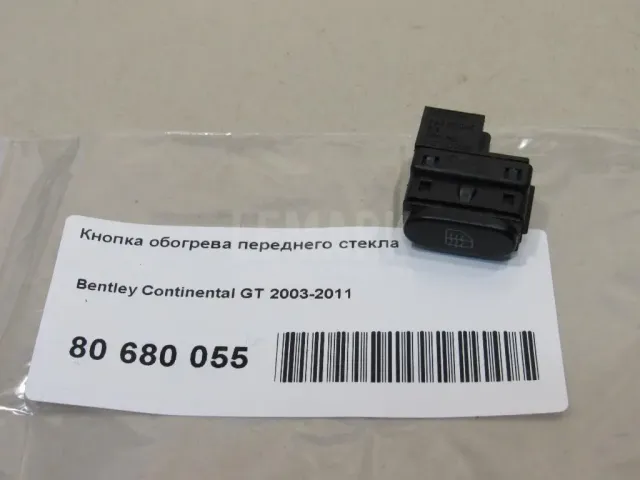 Кнопка обогрева переднего стекла
Bentley Continental GT 2003-2011
80 680 055